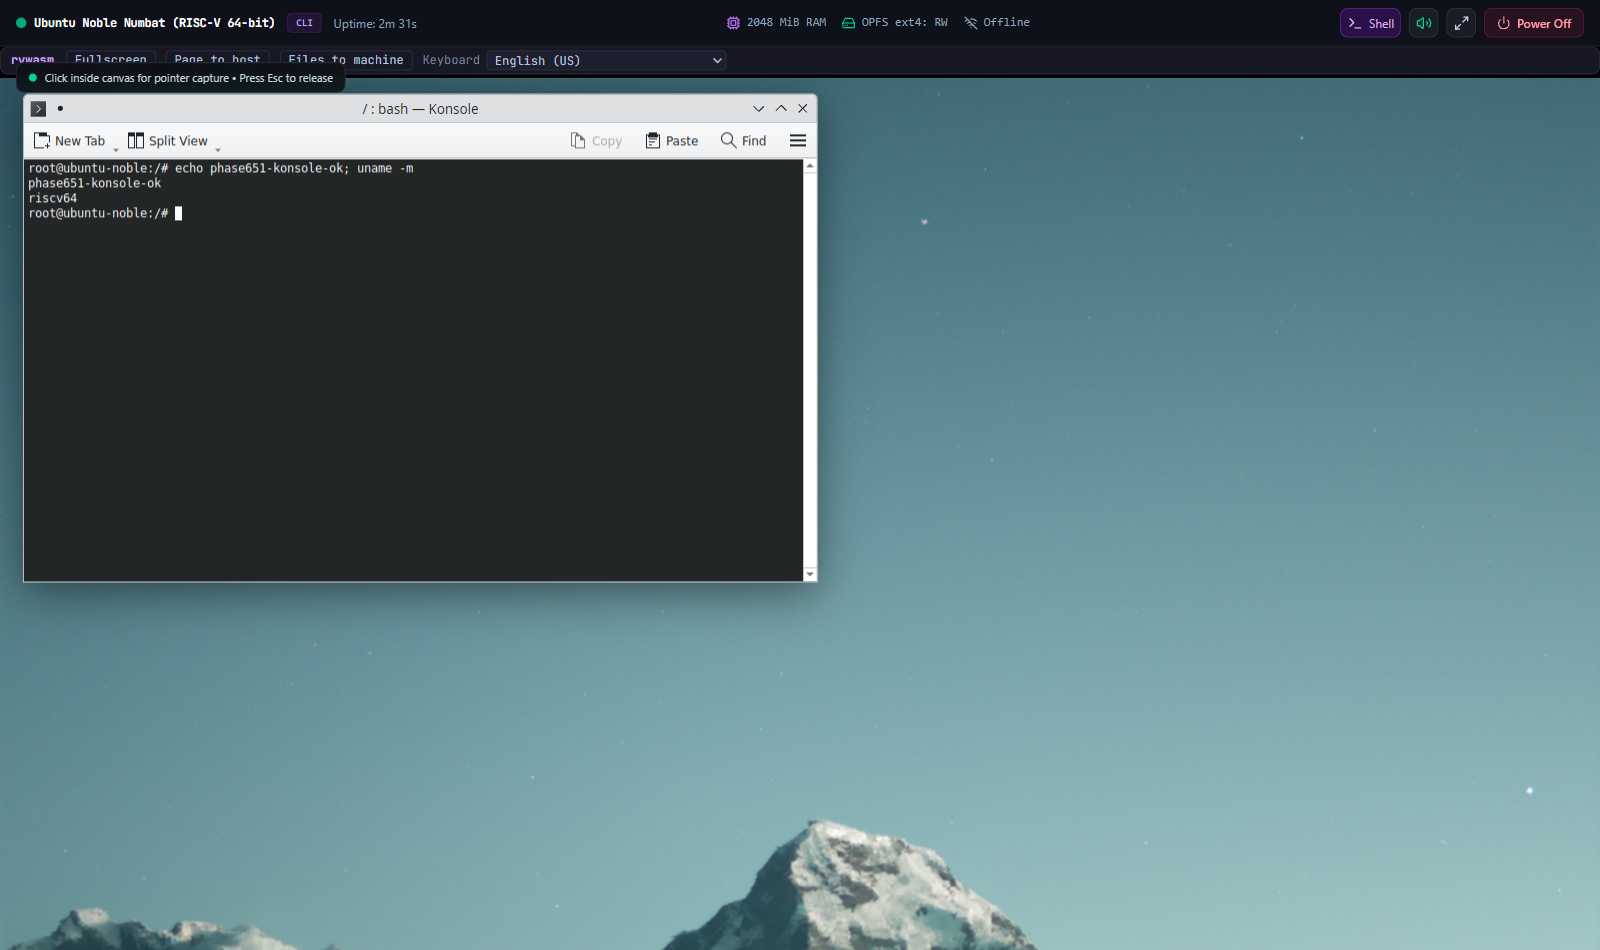 Ubuntu Noble Numbat (RISC-V 64-bit) CLI Uptime: 2m 31s 2048 MiB RAM OPFS ext4: RW Offline Shell Power Off
rvwasm Fullscreen Page to host Files to machine Keyboard English (US)
Click inside canvas for pointer capture • Press Esc to release
/ : bash — Konsole
New Tab Split View Copy Paste Find
root@ubuntu-noble:/# echo phase651-konsole-ok; uname -m
phase651-konsole-ok
riscv64
root@ubuntu-noble:/#